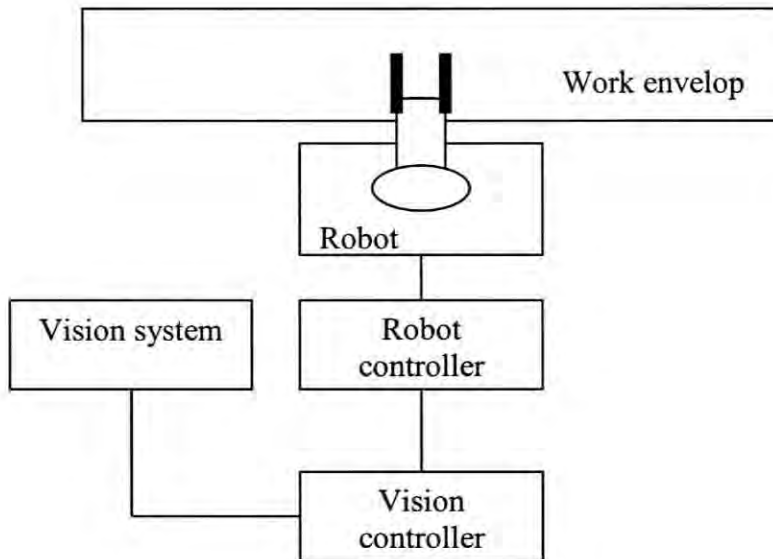 Work envelop
Robot
Vision system
Robot
controller
Vision
controller